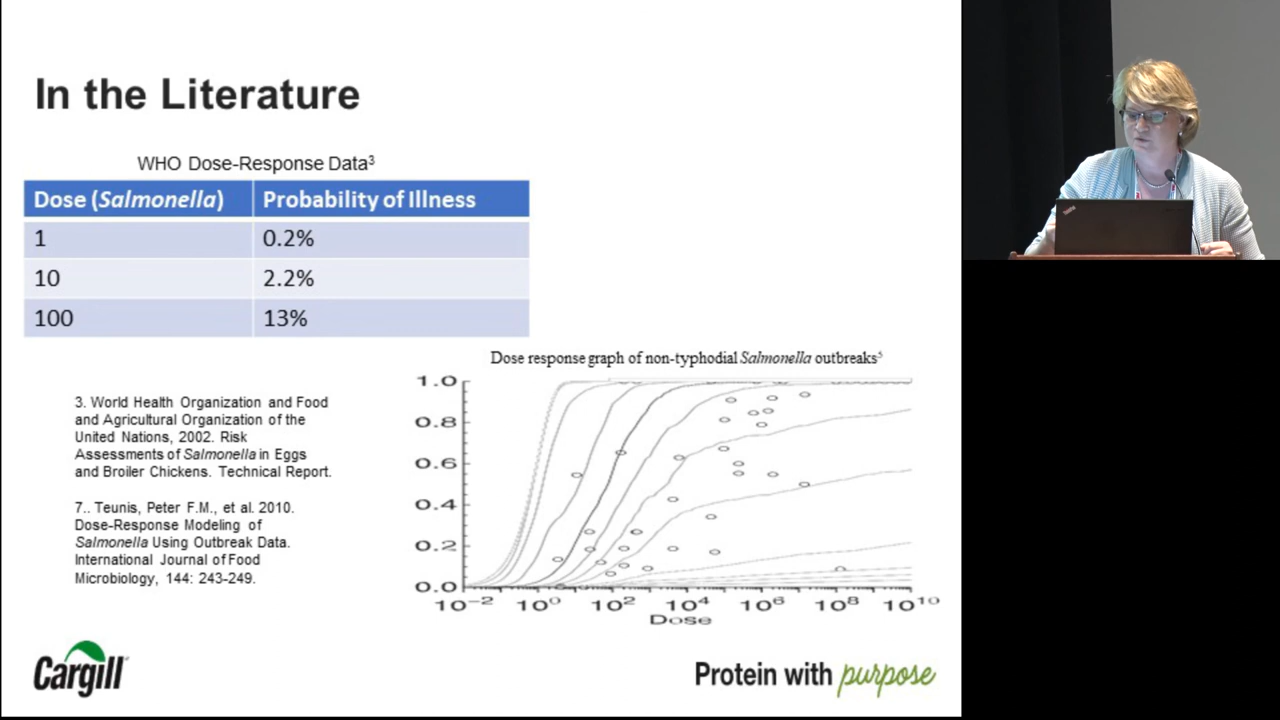 In the Literature
WHO Dose-Response Data3
Dose (Salmonella) Probability of Illness
1 0.2%
10 2.2%
100 13%
Dose response graph of non-typhodial Salmonella outbreaks5
1.0
0.8
0.6
0.4
0.2
0.0
10−2 100 102 104 106 108 1010
Dose
3. World Health Organization and Food
and Agricultural Organization of the
United Nations, 2002. Risk
Assessments of Salmonella in Eggs
and Broiler Chickens. Technical Report.
7.. Teunis, Peter F.M., et al. 2010.
Dose-Response Modeling of
Salmonella Using Outbreak Data.
International Journal of Food
Microbiology, 144: 243-249.
Cargill
Protein with purpose
ThinkPad